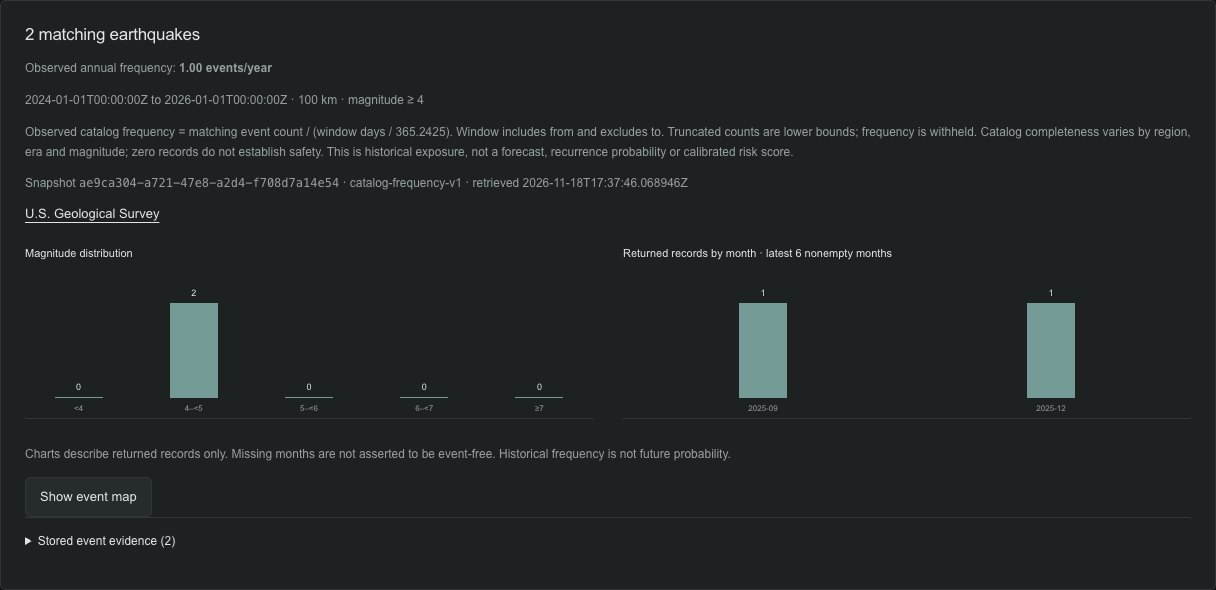 2 matching earthquakes
Observed annual frequency: 1.00 events/year
2024-01-01T00:00:00Z to 2026-01-01T00:00:00Z · 100 km · magnitude ≥ 4
Observed catalog frequency = matching event count / (window days / 365.2425). Window includes from and excludes to. Truncated counts are lower bounds; frequency is withheld. Catalog completeness varies by region,
era and magnitude; zero records do not establish safety. This is historical exposure, not a forecast, recurrence probability or calibrated risk score.
Snapshot ae9ca304–a721–47e8–a2d4–f708d7a14e54 · catalog-frequency-v1 · retrieved 2026-11-18T17:37:46.068946Z
U.S. Geological Survey
Magnitude distribution
2
0
0
0
0
<4
4–<5
5–<6
6–<7
≥7
Returned records by month · latest 6 nonempty months
1
1
2025-09
2025-12
Charts describe returned records only. Missing months are not asserted to be event-free. Historical frequency is not future probability.
Show event map
Stored event evidence (2)